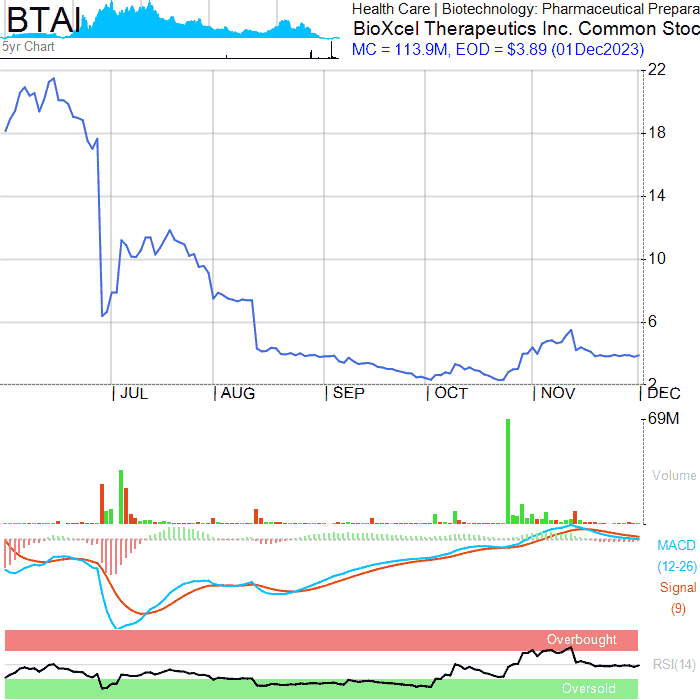 BTAI
5yr Chart
Health Care | Biotechnology: Pharmaceutical Prepara
BioXcel Therapeutics Inc. Common Stoc
MC = 113.9M, EOD = $3.89 (01Dec2023)
22
18
14
10
6
2
JUL AUG SEP OCT NOV DEC
69M
Volume
MACD
(12-26)
Signal
(9)
Overbought
RSI(14)
Oversold